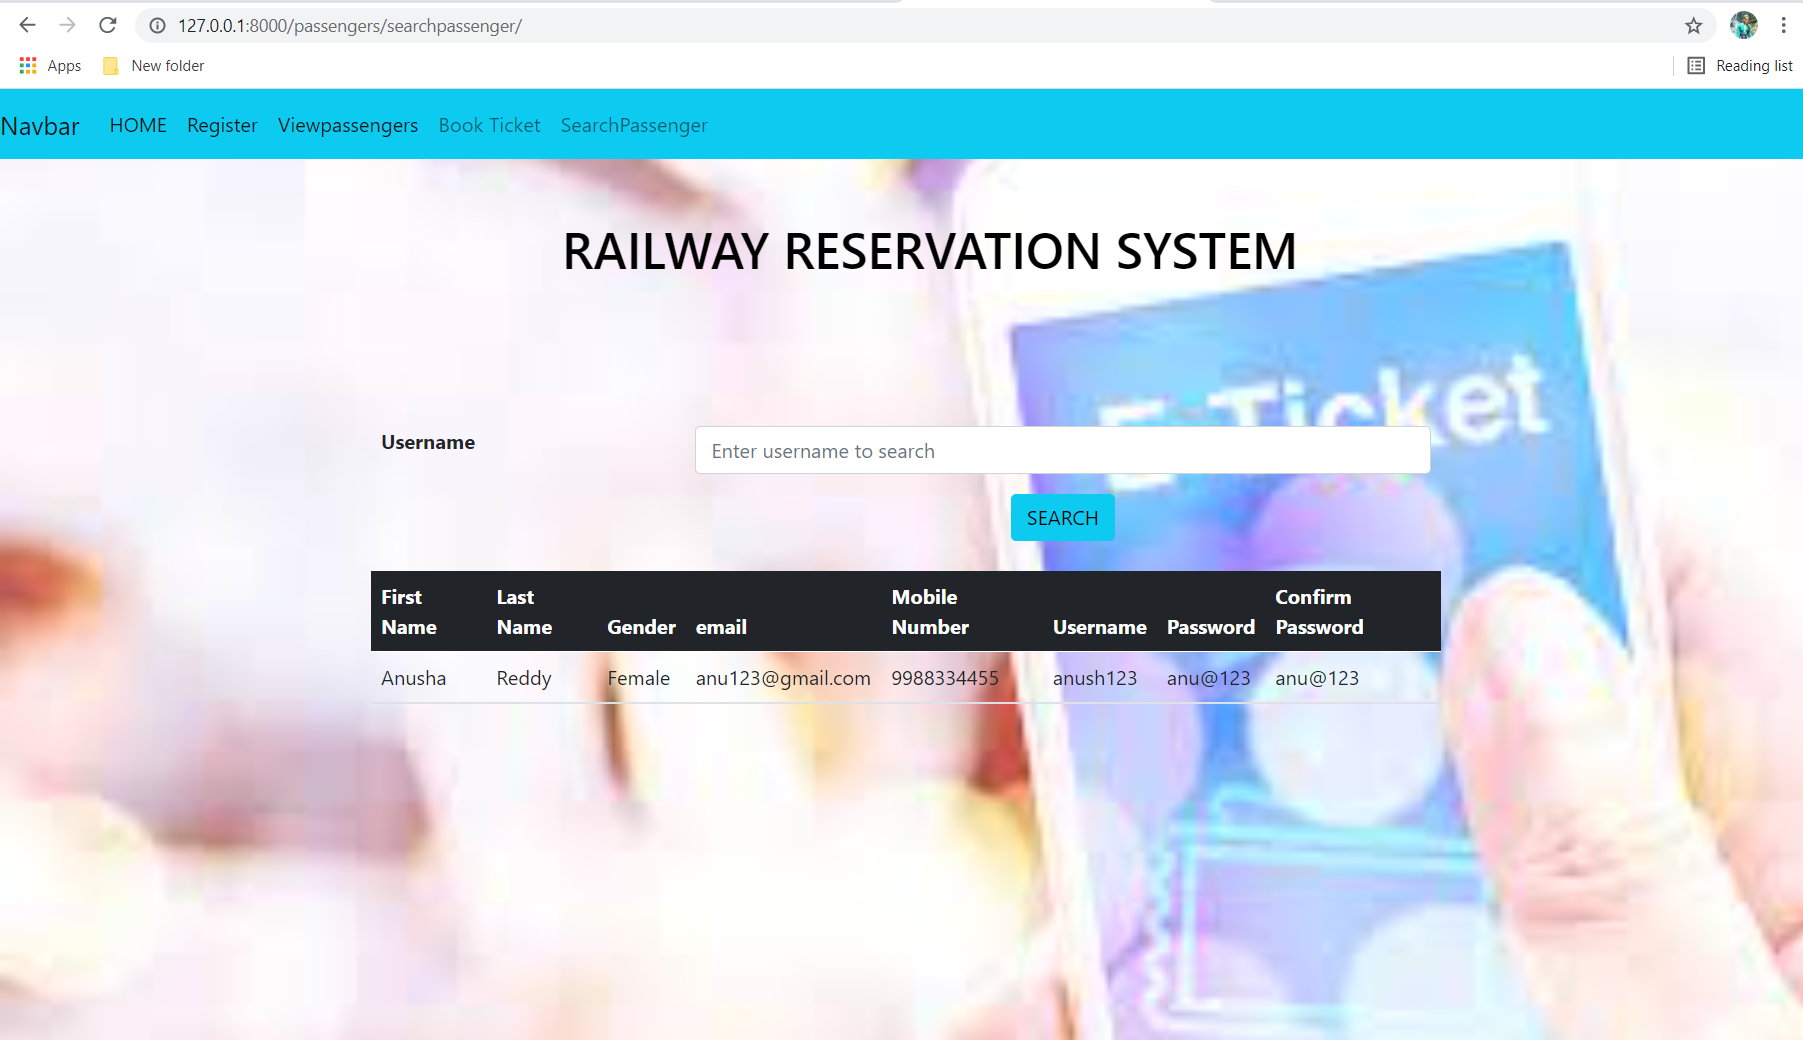 127.0.0.1:8000/passengers/searchpassenger/
Apps New folder Reading list
Navbar HOME Register Viewpassengers Book Ticket SearchPassenger
RAILWAY RESERVATION SYSTEM
E-Ticket
Username Enter username to search
SEARCH
First Name Last Name Gender email Mobile Number Username Password Confirm Password
Anusha Reddy Female anu123@gmail.com 9988334455 anush123 anu@123 anu@123